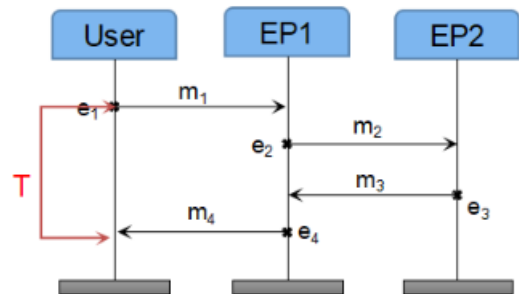 User EP1 EP2
e₁ m₁
e₂ m₂
T m₃ e₃
m₄ e₄